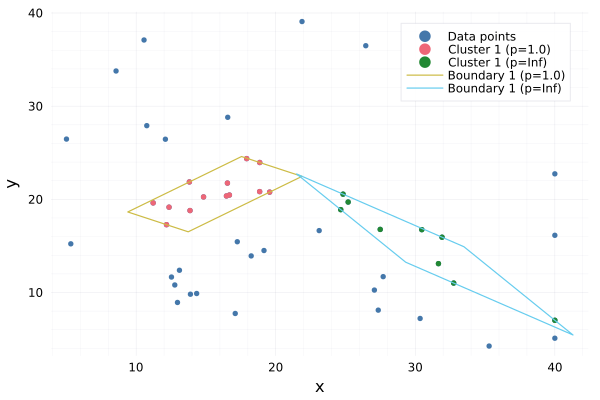 40
30
20
10
y
10
20
30
40
x
Data points
Cluster 1 (p=1.0)
Cluster 1 (p=Inf)
Boundary 1 (p=1.0)
Boundary 1 (p=Inf)